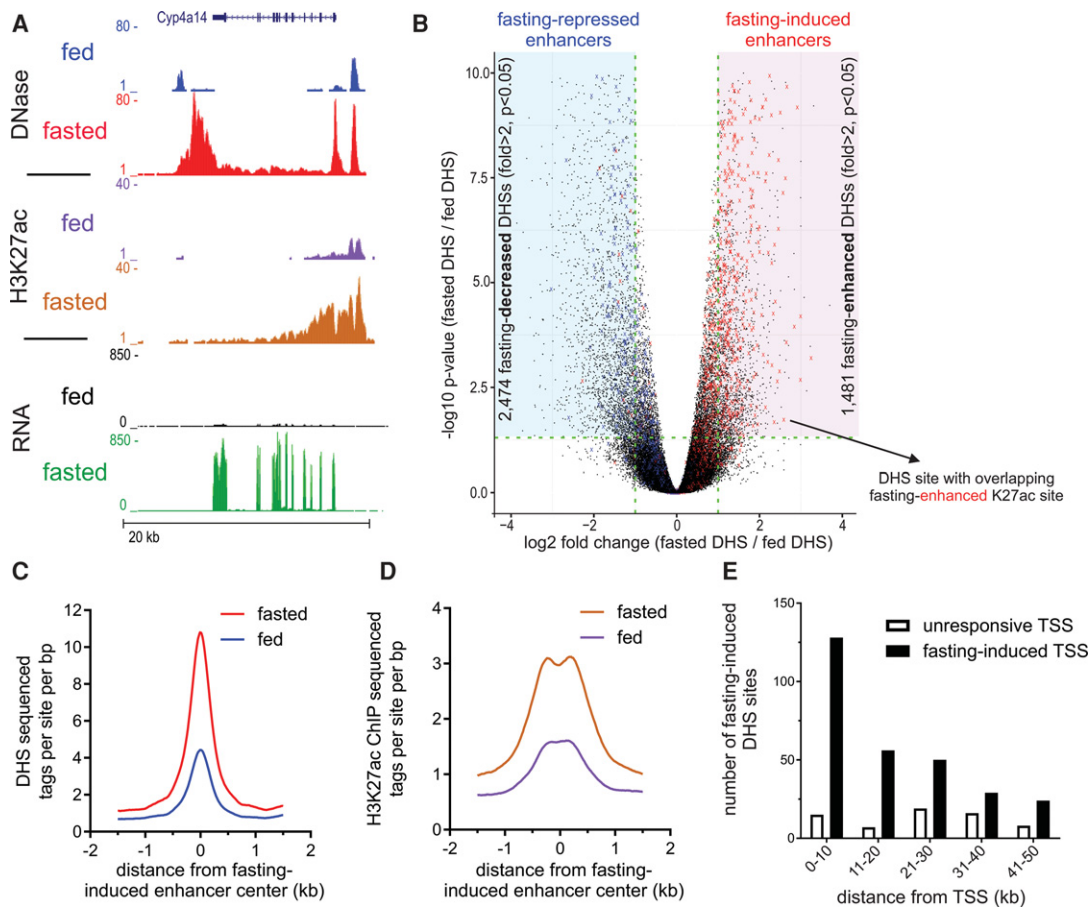 A
Cyp4a14
80 -
fed
1 _
80 -
fasted
1 _
DNase
40 -
fed
1 _
40 -
fasted
1 _
H3K27ac
850 -
fed
0 -
850 -
fasted
0 _
RNA
20 kb
B
fasting-repressed
enhancers
fasting-induced
enhancers
-log10 p-value (fasted DHS / fed DHS)
10.0
7.5
5.0
2.5
0.0
2,474 fasting-decreased DHSs (fold>2, p<0.05)
1,481 fasting-enhanced DHSs (fold>2, p<0.05)
−4 −2 0 2 4
log2 fold change (fasted DHS / fed DHS)
DHS site with overlapping
fasting-enhanced K27ac site
C
DHS sequenced
tags per site per bp
12
10
8
6
4
2
0
fasted
fed
-2 -1 0 1 2
distance from fasting-
induced enhancer center (kb)
D
H3K27ac ChIP sequenced
tags per site per bp
4
3
2
1
0
fasted
fed
-2 -1 0 1 2
distance from fasting-
induced enhancer center (kb)
E
number of fasting-induced
DHS sites
150
100
50
0
unresponsive TSS
fasting-induced TSS
0-10 11-20 21-30 31-40 41-50
distance from TSS (kb)